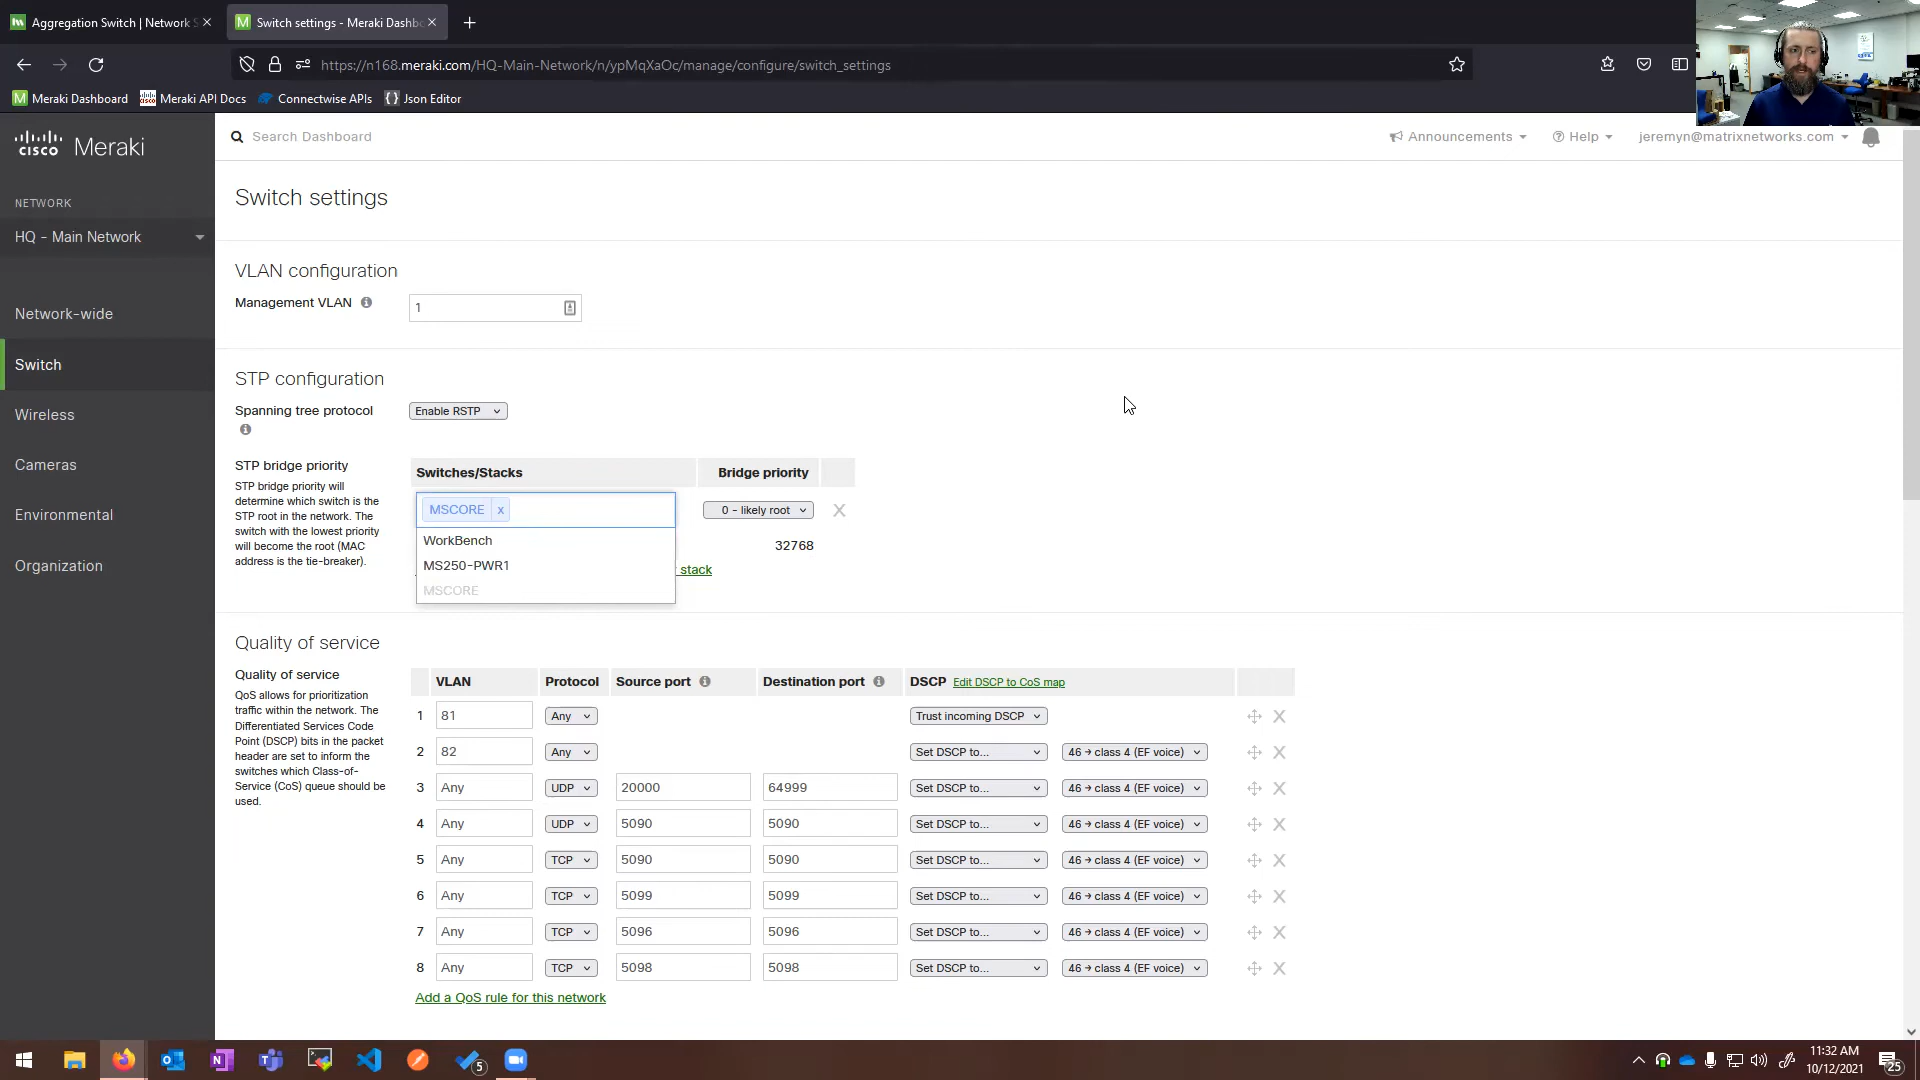 Aggregation Switch | Network S
Switch settings - Meraki Dashbo
https://n168.meraki.com/HQ-Main-Network/n/ypMqXaOc/manage/configure/switch_settings
Meraki Dashboard
Meraki API Docs
Connectwise APIs
Json Editor
cisco Meraki
Search Dashboard
Announcements
Help
jeremyn@matrixnetworks.com
NETWORK
HQ - Main Network
Network-wide
Switch
Wireless
Cameras
Environmental
Organization
Switch settings
VLAN configuration
Management VLAN
1
STP configuration
Spanning tree protocol
Enable RSTP
STP bridge priority
STP bridge priority will
determine which switch is the
STP root in the network. The
switch with the lowest priority
will become the root (MAC
address is the tie-breaker).
Switches/Stacks Bridge priority
MSCORE x 0 - likely root X
WorkBench
32768
MS250-PWR1
stack
MSCORE
Quality of service
Quality of service
QoS allows for prioritization
traffic within the network. The
Differentiated Services Code
Point (DSCP) bits in the packet
header are set to inform the
switches which Class-of-
Service (CoS) queue should be
used.
VLAN Protocol Source port Destination port DSCP Edit DSCP to CoS map
1 81 Any Trust incoming DSCP X
2 82 Any Set DSCP to... 46 → class 4 (EF voice) X
3 Any UDP 20000 64999 Set DSCP to... 46 → class 4 (EF voice) X
4 Any UDP 5090 5090 Set DSCP to... 46 → class 4 (EF voice) X
5 Any TCP 5090 5090 Set DSCP to... 46 → class 4 (EF voice) X
6 Any TCP 5099 5099 Set DSCP to... 46 → class 4 (EF voice) X
7 Any TCP 5096 5096 Set DSCP to... 46 → class 4 (EF voice) X
8 Any TCP 5098 5098 Set DSCP to... 46 → class 4 (EF voice) X
Add a QoS rule for this network
5
11:32 AM
10/12/2021
25